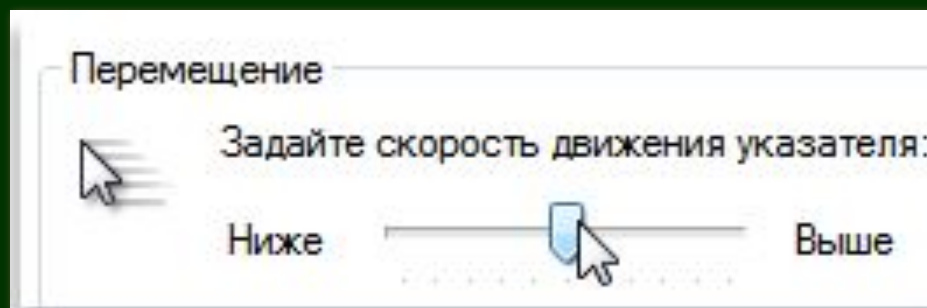 Перемещение
Задайте скорость движения указателя:
Ниже Выше